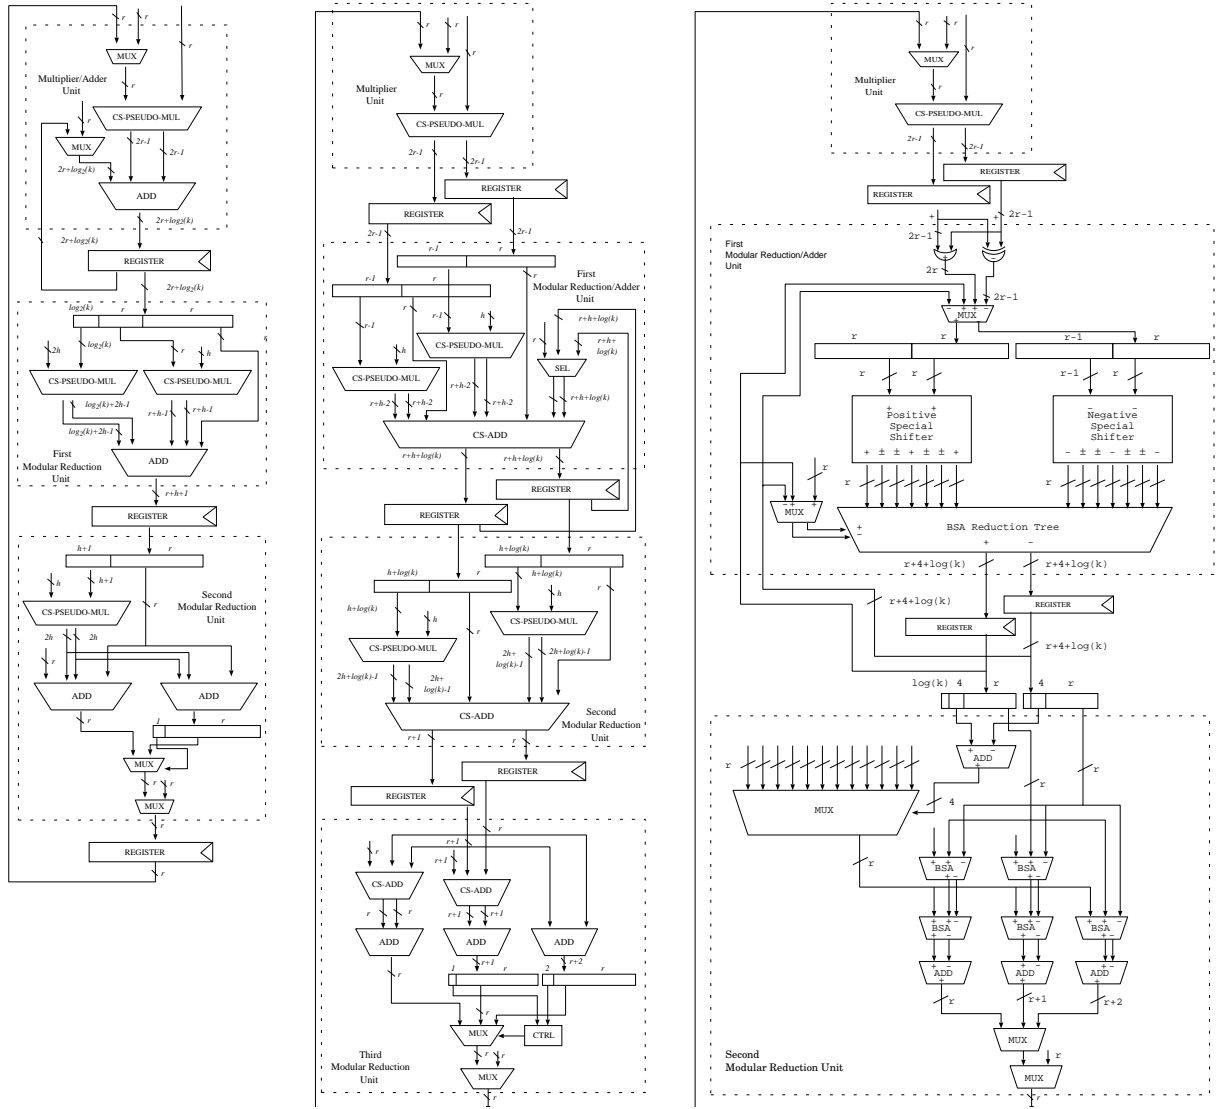 r
r
r
MUX
r
Multiplier/Adder
Unit
CS-PSEUDO-MUL
r
MUX
2r-1
2r-1
2r+log2(k)
ADD
2r+log2(k)
2r+log2(k)
REGISTER
2r+log2(k)
log2(k)
r
r
r
2h
log2(k)
r
h
CS-PSEUDO-MUL
CS-PSEUDO-MUL
log2(k)+2h-1
r+h-1
r+h-1
log2(k)+2h-1
First
Modular Reduction
Unit
ADD
r+h+1
REGISTER
h+1
r
h
h+1
r
Second
Modular Reduction
Unit
CS-PSEUDO-MUL
2h
2h
r
ADD
ADD
r
1
r
MUX
r
r
MUX
r
REGISTER
r
r
r
r
MUX
r
Multiplier
Unit
CS-PSEUDO-MUL
2r-1
2r-1
REGISTER
REGISTER
2r-1
2r-1
r-1
r
r
First
Modular Reduction/Adder
Unit
r-1
r
r-1
r
r-1
h
r+h+log(k)
r
r+h+
log(k)
CS-PSEUDO-MUL
h
SEL
CS-PSEUDO-MUL
r+h-2
r+h-2
r+h-2
r+h+log(k)
CS-ADD
r+h+log(k)
r+h+log(k)
REGISTER
REGISTER
h+log(k)
r
h+log(k)
r
h+log(k)
h
r
h+log(k)
h
r
CS-PSEUDO-MUL
CS-PSEUDO-MUL
2h+log(k)-1
2h+
log(k)-1
2h+
log(k)-1
2h+log(k)-1
CS-ADD
Second
Modular Reduction
Unit
r+1
r
REGISTER
REGISTER
r
r+1
r
r+1
CS-ADD
CS-ADD
r
r
r+1
r+1
ADD
ADD
ADD
r
r+1
r+2
1
r
2
r
r
MUX
CTRL
r
r
Third
Modular Reduction
Unit
MUX
r
r
r
r
MUX
r
Multiplier
Unit
CS-PSEUDO-MUL
2r-1
2r-1
REGISTER
REGISTER
+
+
2r-1
2r-1
First
Modular Reduction/Adder
Unit
+
-
2r
2r-1
- + + -
MUX
+
-
r
r
r-1
r
r
r
r-1
r
+ +
Positive
Special
Shifter
+ ± ± + ± ± +
- -
Negative
Special
Shifter
- ± ± - ± ± -
r
r
r
- + +
MUX
BSA Reduction Tree
+
-
+ -
r+4+log(k)
r+4+log(k)
r+4+log(k)
REGISTER
REGISTER
r+4+log(k)
log(k)
4
r
4
r
+ -
ADD
+
r
r
r
4
MUX
r
+ + -
BSA
+ -
+ + -
BSA
+ -
+ + -
BSA
+ -
+ + -
BSA
+ -
+ + -
BSA
+ -
+ -
ADD
+
+ -
ADD
+
+ -
ADD
+
r
r+1
r+2
MUX
Second
Modular Reduction Unit
r
MUX
r